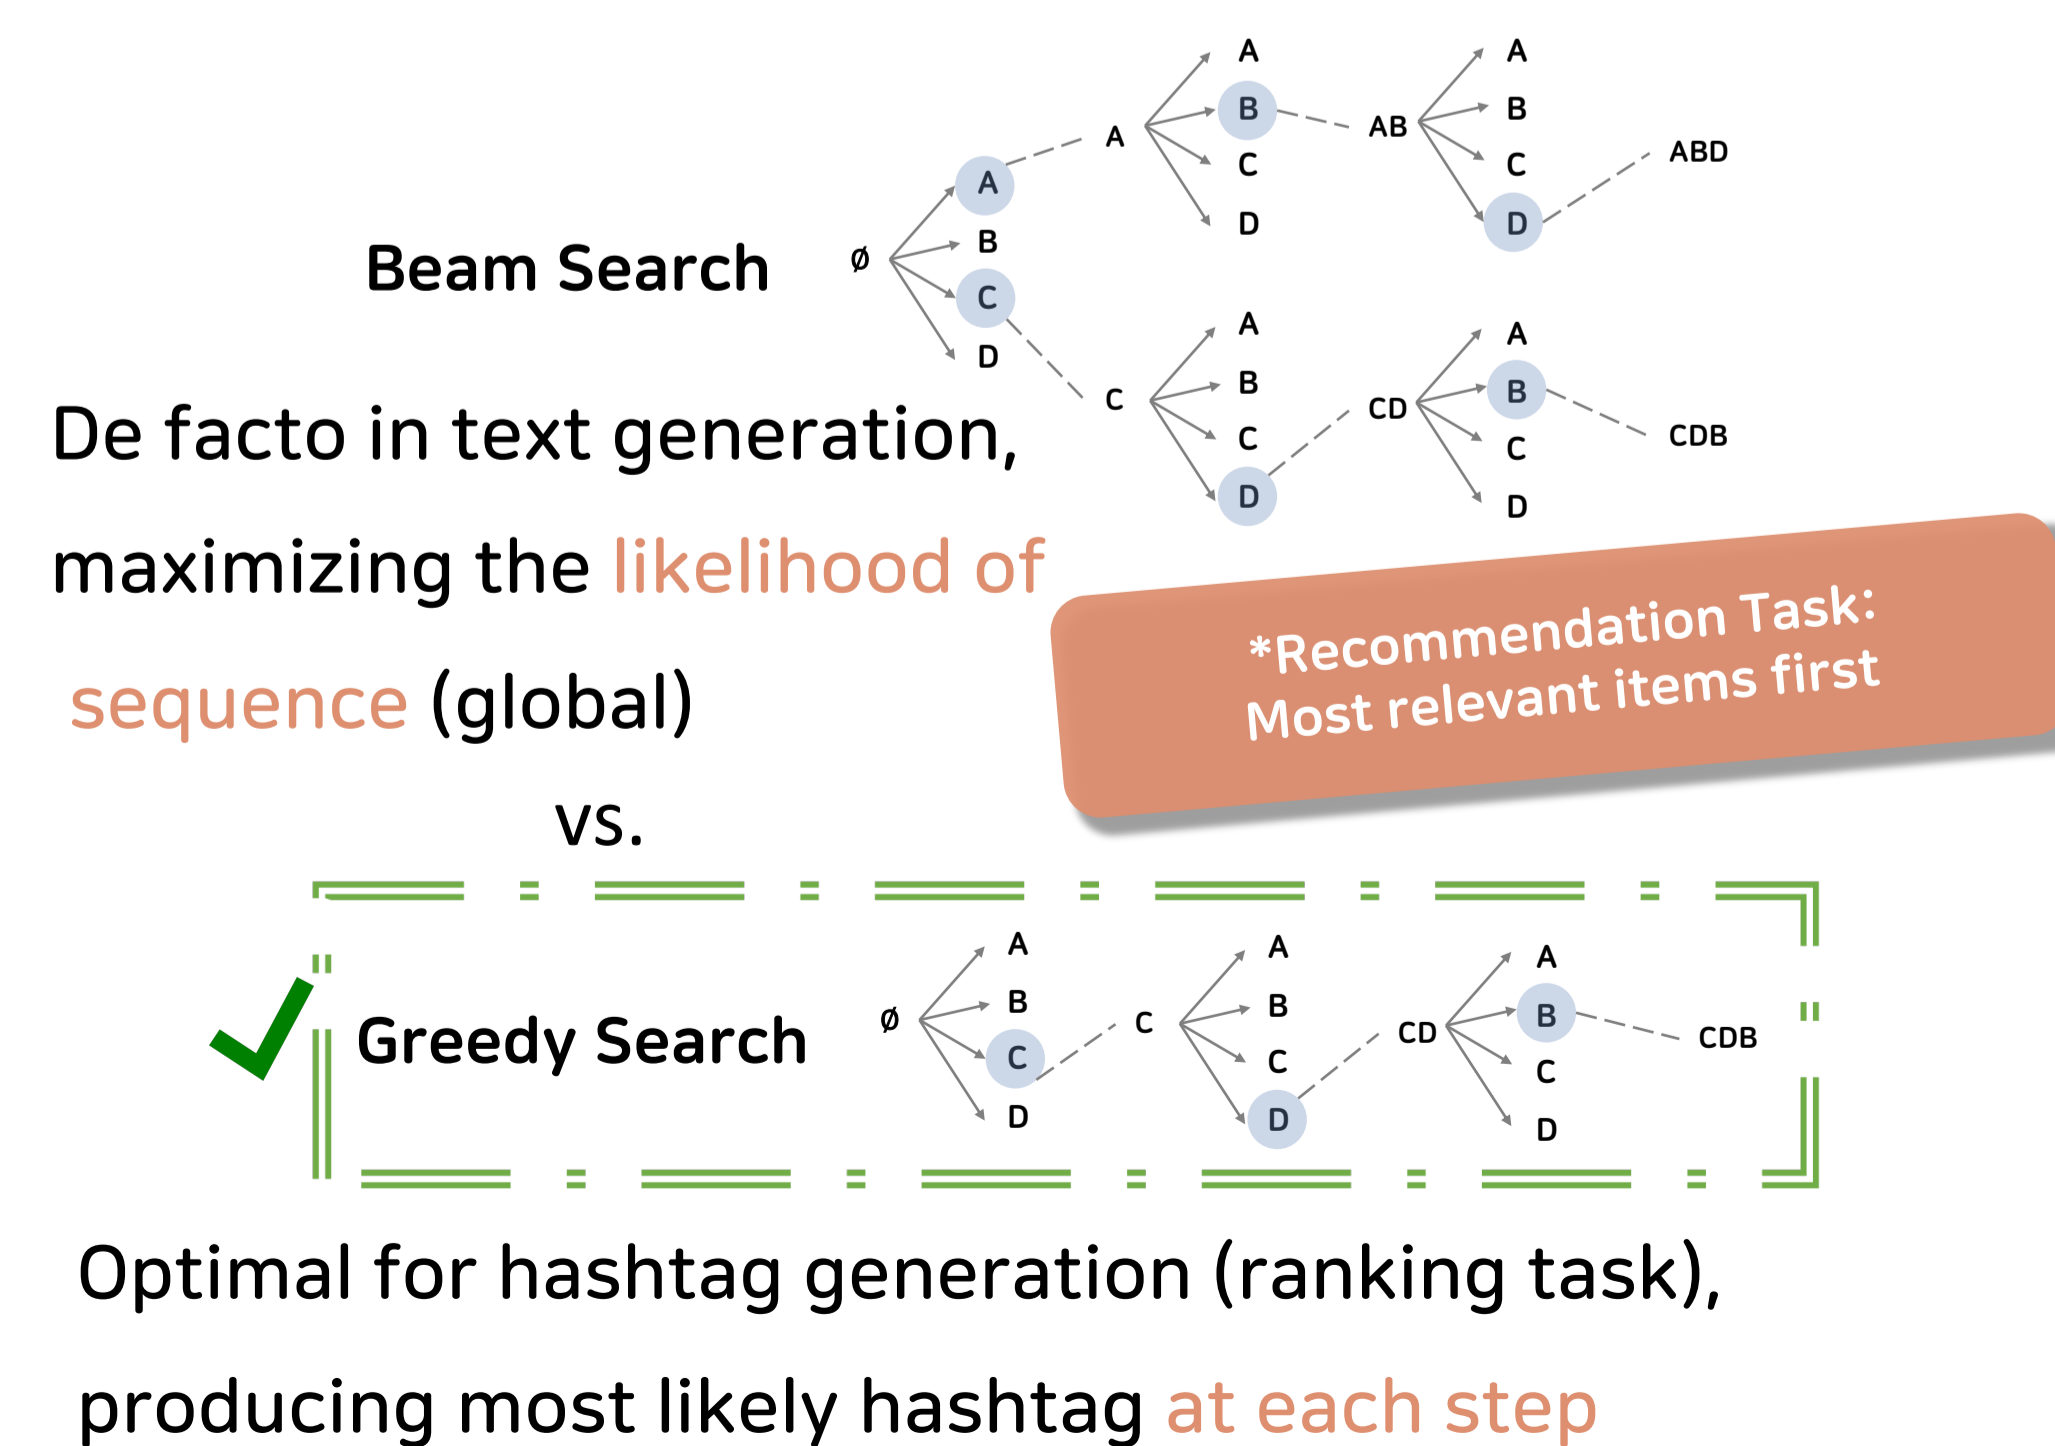 Beam Search
Ø
A
B
C
D
A
A
B
C
D
AB
A
B
C
D
ABD
C
A
B
C
D
CD
A
B
C
D
CDB
De facto in text generation,
maximizing the likelihood of
sequence (global)
*Recommendation Task:
Most relevant items first
vs.
Greedy Search
Ø
A
B
C
D
C
A
B
C
D
CD
A
B
C
D
CDB
Optimal for hashtag generation (ranking task),
producing most likely hashtag at each step